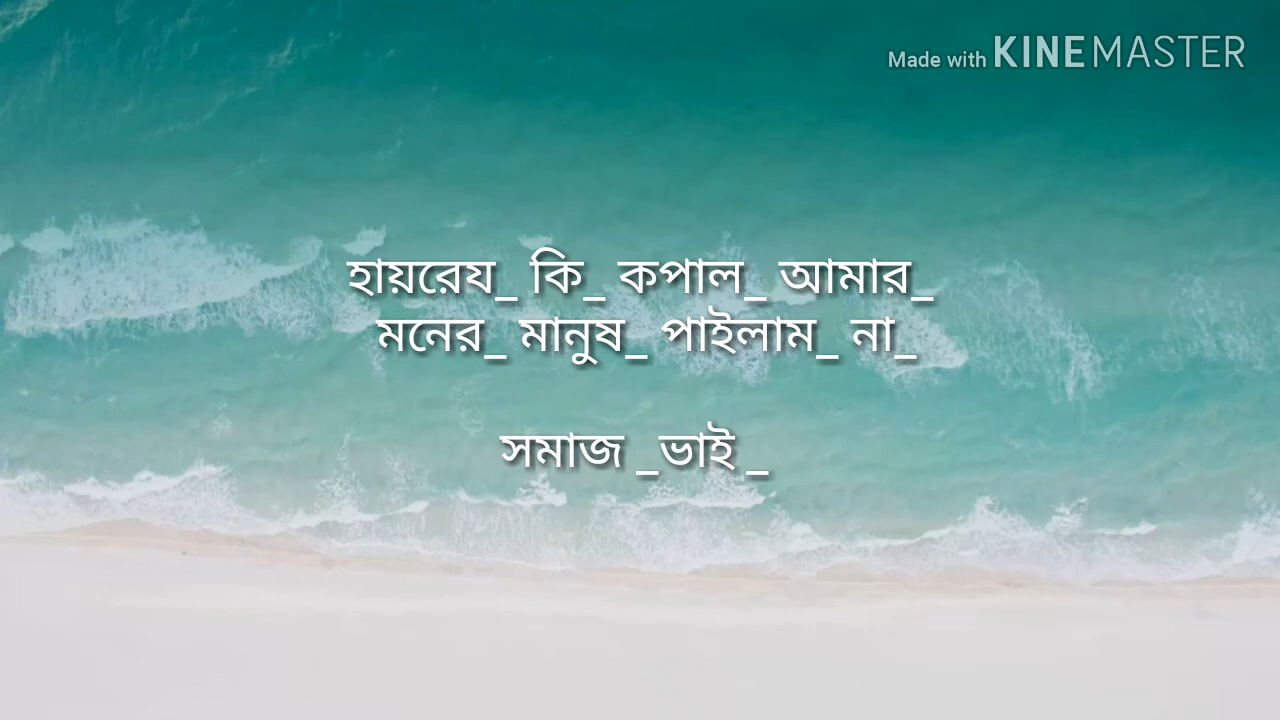 Made with KINEMASTER
হায়রেয_ কি_ কপাল_ আমার_
মনের_ মানুষ_ পাইলাম_ না_
সমাজ _ভাই _